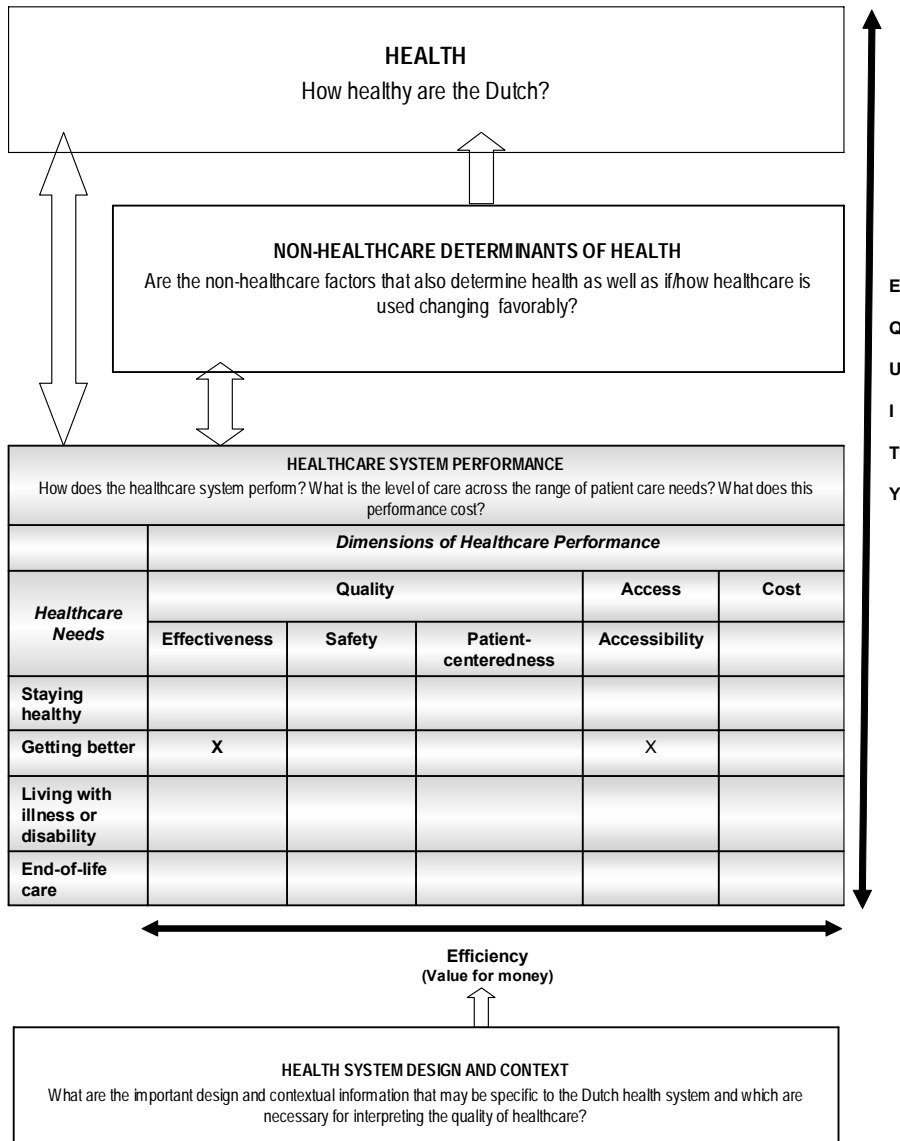 HEALTH
How healthy are the Dutch?
NON-HEALTHCARE DETERMINANTS OF HEALTH
Are the non-healthcare factors that also determine health as well as if/how healthcare is
used changing favorably?
E
Q
U
I
T
Y
HEALTHCARE SYSTEM PERFORMANCE
How does the healthcare system perform? What is the level of care across the range of patient care needs? What does this
performance cost?
Dimensions of Healthcare Performance
Healthcare
Needs
Quality
Access
Cost
Effectiveness
Safety
Patient-
centeredness
Accessibility
Staying
healthy
Getting better
X
X
Living with
illness or
disability
End-of-life
care
Efficiency
(Value for money)
HEALTH SYSTEM DESIGN AND CONTEXT
What are the important design and contextual information that may be specific to the Dutch health system and which are
necessary for interpreting the quality of healthcare?